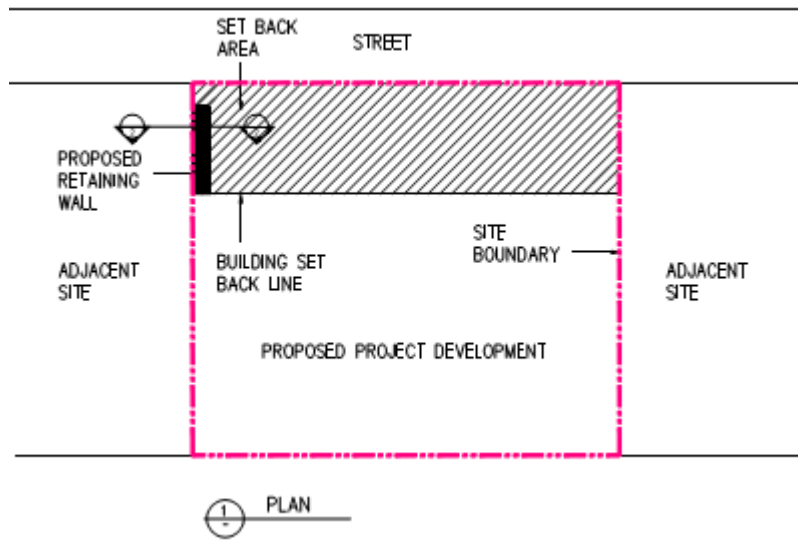 SET BACK
AREA
STREET
PROPOSED
RETAINING
WALL
SITE
BOUNDARY
ADJACENT
SITE
BUILDING SET
BACK LINE
ADJACENT
SITE
PROPOSED PROJECT DEVELOPMENT
1
-
PLAN